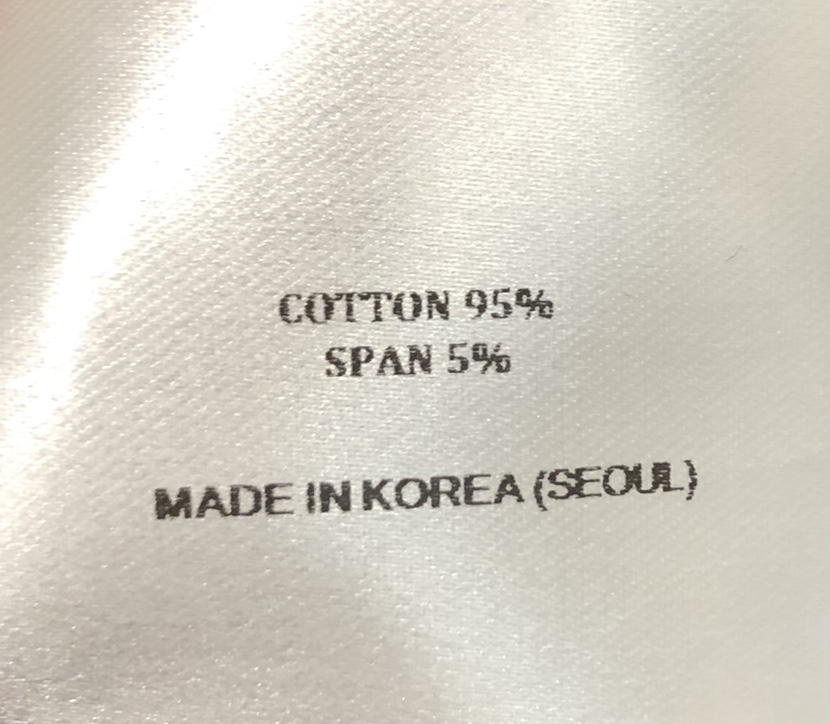 COTTON 95%
SPAN 5%
MADE IN KOREA (SEOUL)